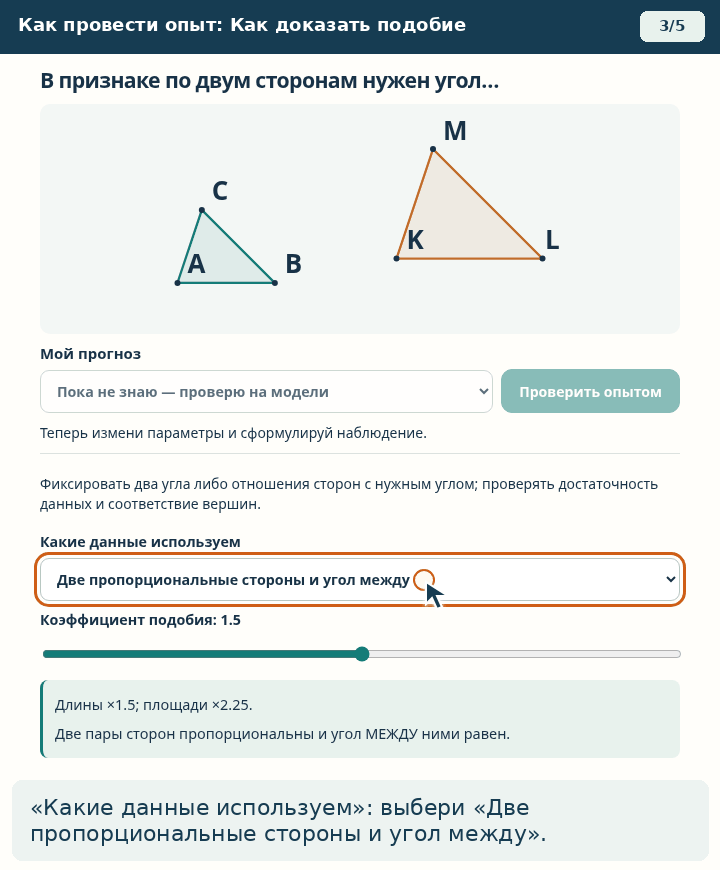 Как провести опыт: Как доказать подобие
3/5
В признаке по двум сторонам нужен угол…
M
C
K
L
A
B
Мой прогноз
Пока не знаю — проверю на модели
Проверить опытом
Теперь измени параметры и сформулируй наблюдение.
Фиксировать два угла либо отношения сторон с нужным углом; проверять достаточность
данных и соответствие вершин.
Какие данные используем
Две пропорциональные стороны и угол между
Коэффициент подобия: 1.5
Длины ×1.5; площади ×2.25.
Две пары сторон пропорциональны и угол МЕЖДУ ними равен.
«Какие данные используем»: выбери «Две
пропорциональные стороны и угол между».